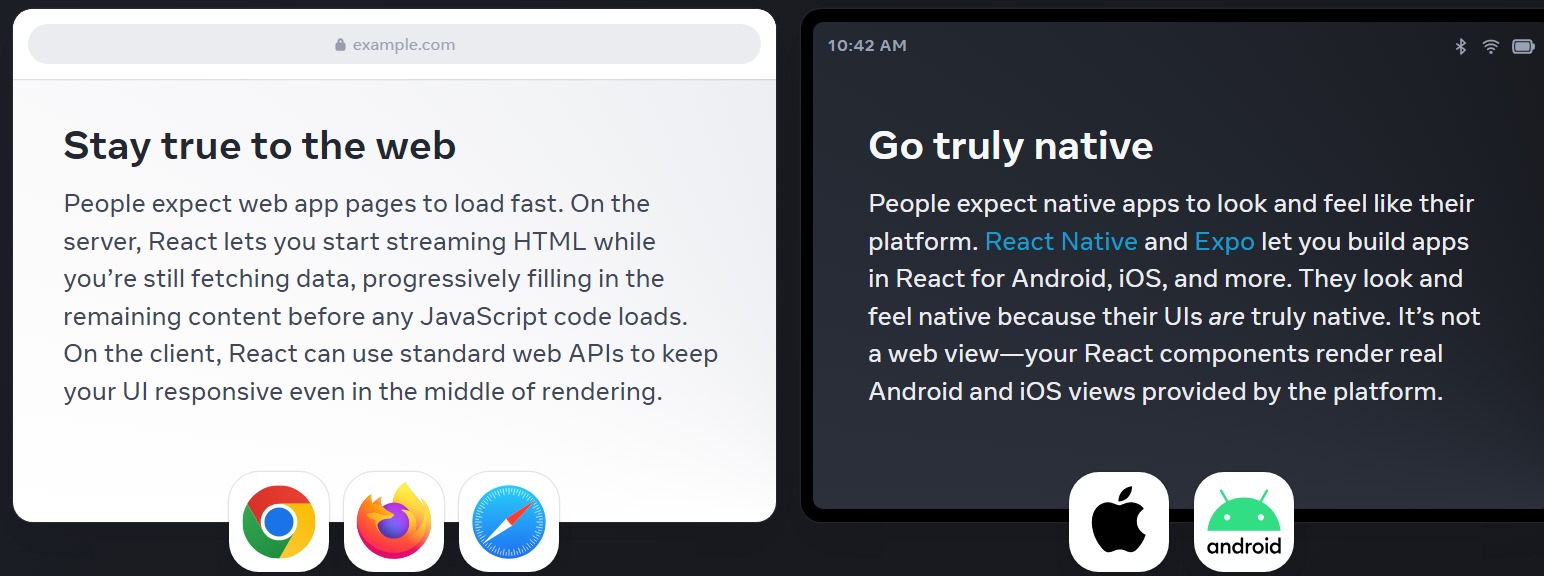 example.com
Stay true to the web
People expect web app pages to load fast. On the
server, React lets you start streaming HTML while
you’re still fetching data, progressively filling in the
remaining content before any JavaScript code loads.
On the client, React can use standard web APIs to keep
your UI responsive even in the middle of rendering.
10:42 AM
Go truly native
People expect native apps to look and feel like their
platform. React Native and Expo let you build apps
in React for Android, iOS, and more. They look and
feel native because their UIs are truly native. It’s not
a web view—your React components render real
Android and iOS views provided by the platform.
android